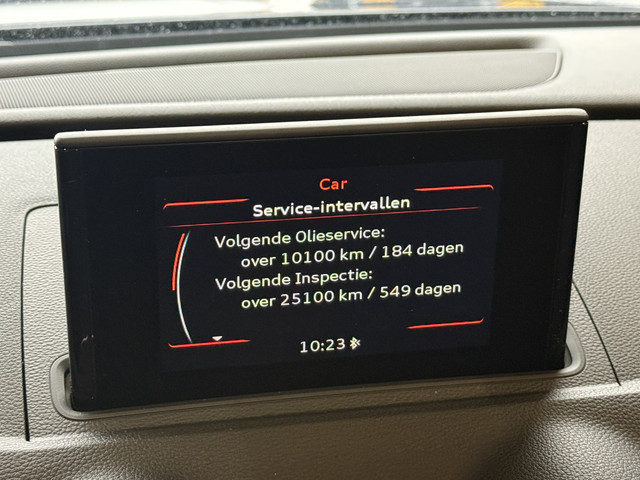 Car
Service-intervallen
Volgende Olieservice:
over 10100 km / 184 dagen
Volgende Inspectie:
over 25100 km / 549 dagen
10:23